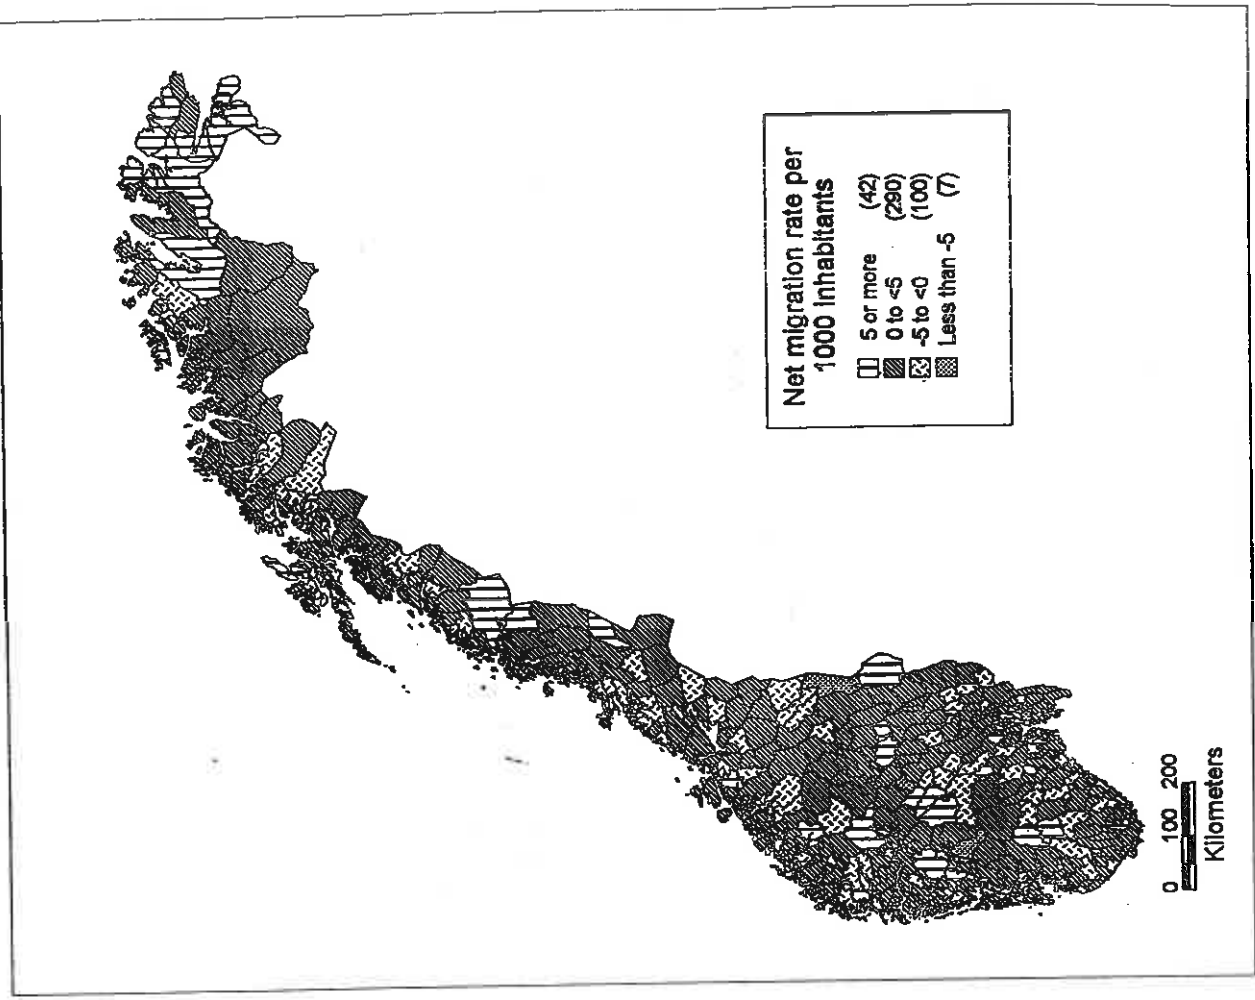 Net migration rate per
1000 inhabitants
5 or more (42)
0 to <5 (290)
-5 to <0 (100)
Less than -5 (7)
0 100 200
Kilometers